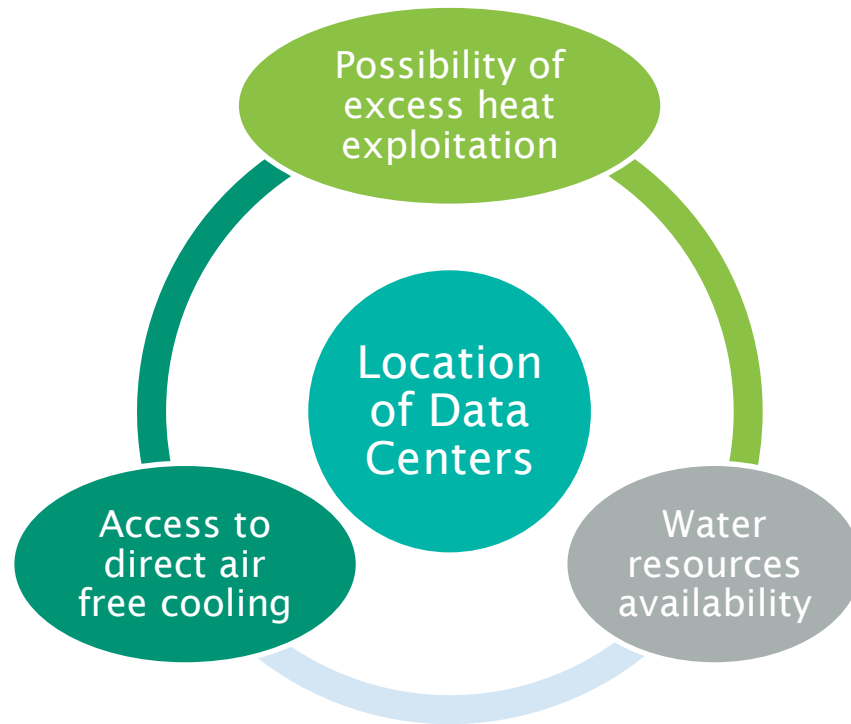 Possibility of
excess heat
exploitation
Location
of Data
Centers
Access to
direct air
free cooling
Water
resources
availability